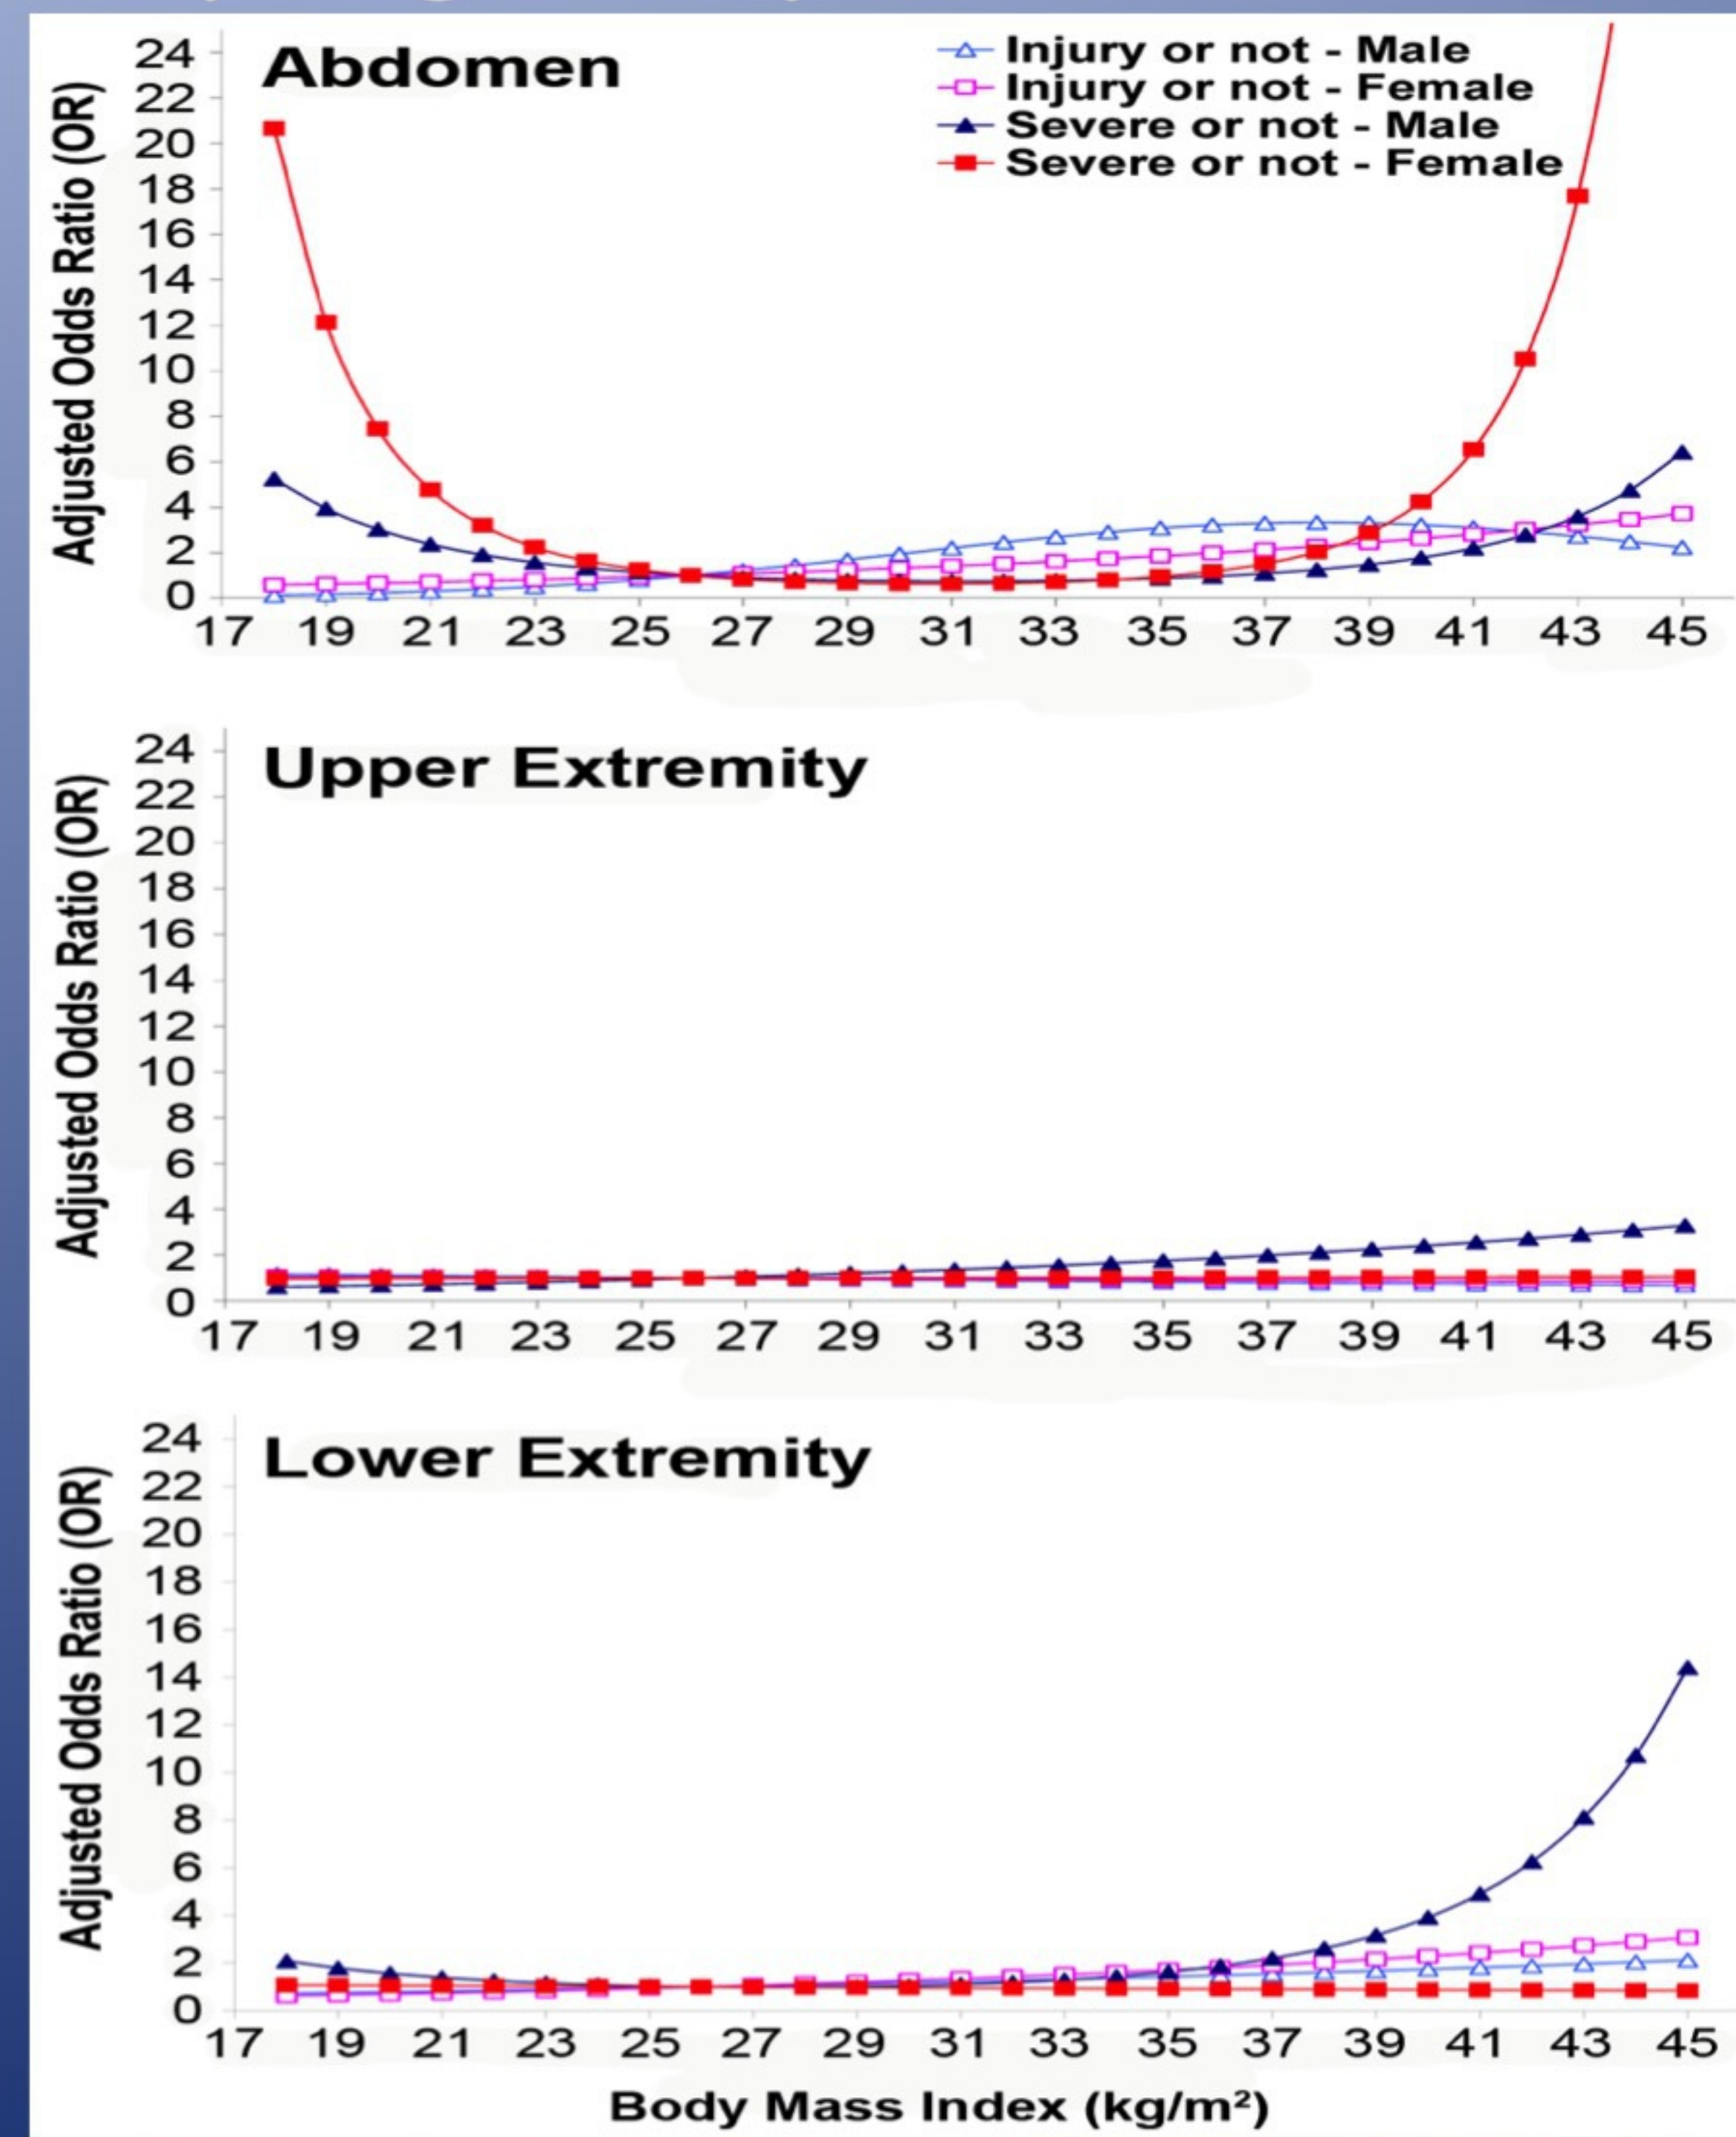 Abdomen
Injury or not - Male
Injury or not - Female
Severe or not - Male
Severe or not - Female
Adjusted Odds Ratio (OR)
24
22
20
18
16
14
12
10
8
6
4
2
0
17 19 21 23 25 27 29 31 33 35 37 39 41 43 45
Upper Extremity
Adjusted Odds Ratio (OR)
24
22
20
18
16
14
12
10
8
6
4
2
0
17 19 21 23 25 27 29 31 33 35 37 39 41 43 45
Lower Extremity
Adjusted Odds Ratio (OR)
24
22
20
18
16
14
12
10
8
6
4
2
0
17 19 21 23 25 27 29 31 33 35 37 39 41 43 45
Body Mass Index (kg/m²)